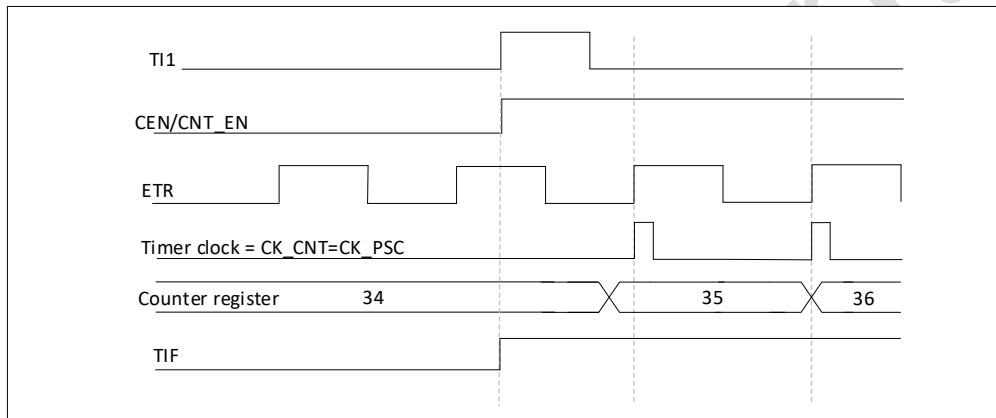 TI1
CEN/CNT_EN
ETR
Timer clock = CK_CNT=CK_PSC
Counter register 34 35 36
TIF